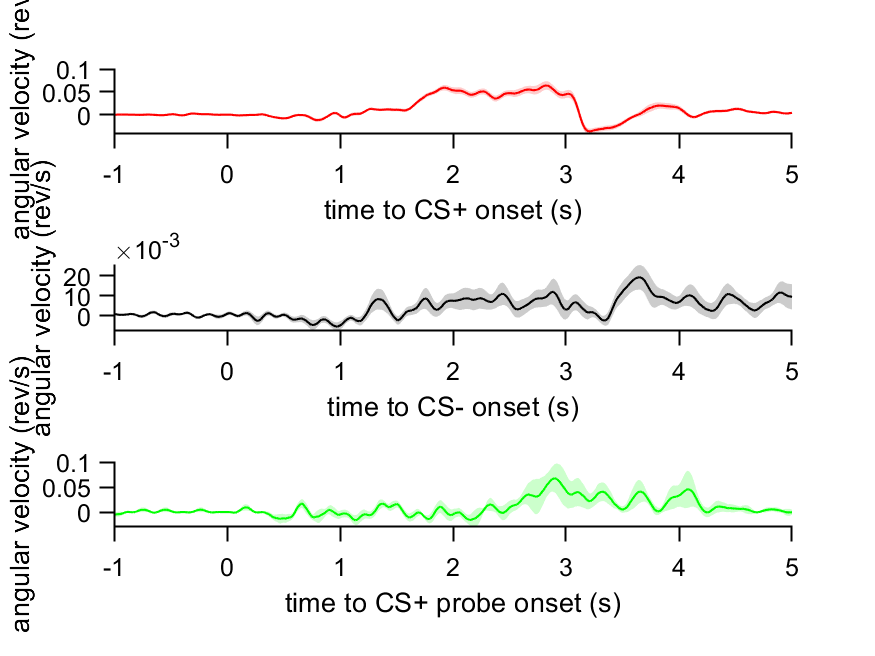 angular velocity (rev
0.1
0.05
0
-1 0 1 2 3 4 5
time to CS+ onset (s)
angular velocity (rev/s)
×10-3
20
10
0
-1 0 1 2 3 4 5
time to CS- onset (s)
angular velocity (rev/s)
0.1
0.05
0
-1 0 1 2 3 4 5
time to CS+ probe onset (s)